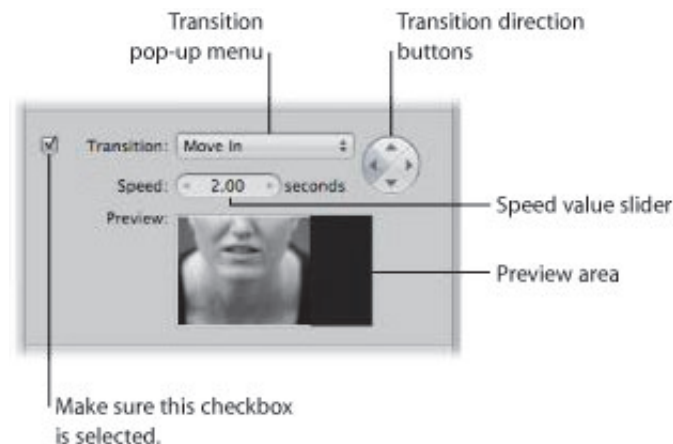 Transition
pop-up menu
Transition direction
buttons
Transition: Move In
Speed: 2.00 seconds
Preview:
Speed value slider
Preview area
Make sure this checkbox
is selected.